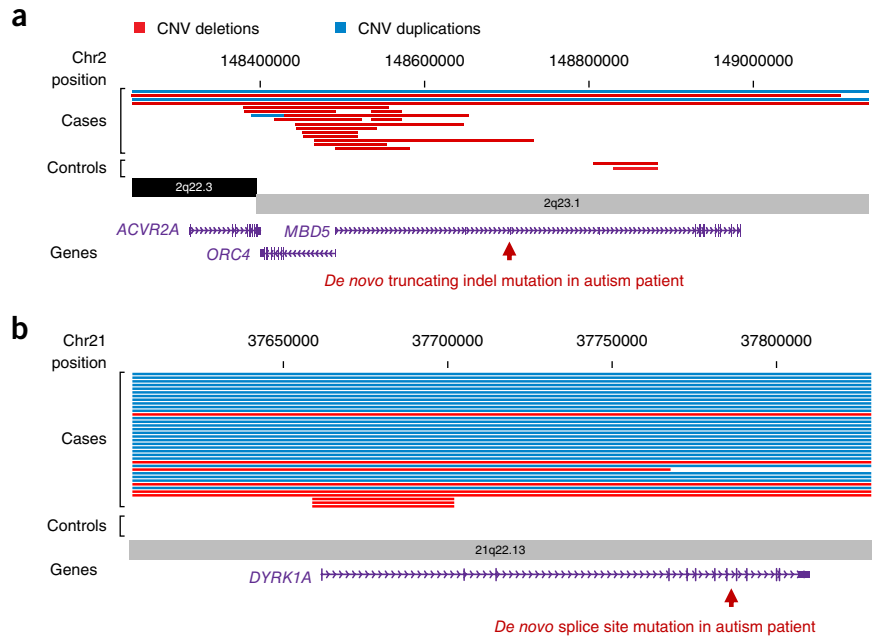 a
CNV deletions CNV duplications
Chr2 position 148400000 148600000 148800000 149000000
Cases
Controls
2q22.3
2q23.1
ACVR2A MBD5
Genes ORC4
De novo truncating indel mutation in autism patient
b
Chr21 position 37650000 37700000 37750000 37800000
Cases
Controls
21q22.13
Genes DYRK1A
De novo splice site mutation in autism patient